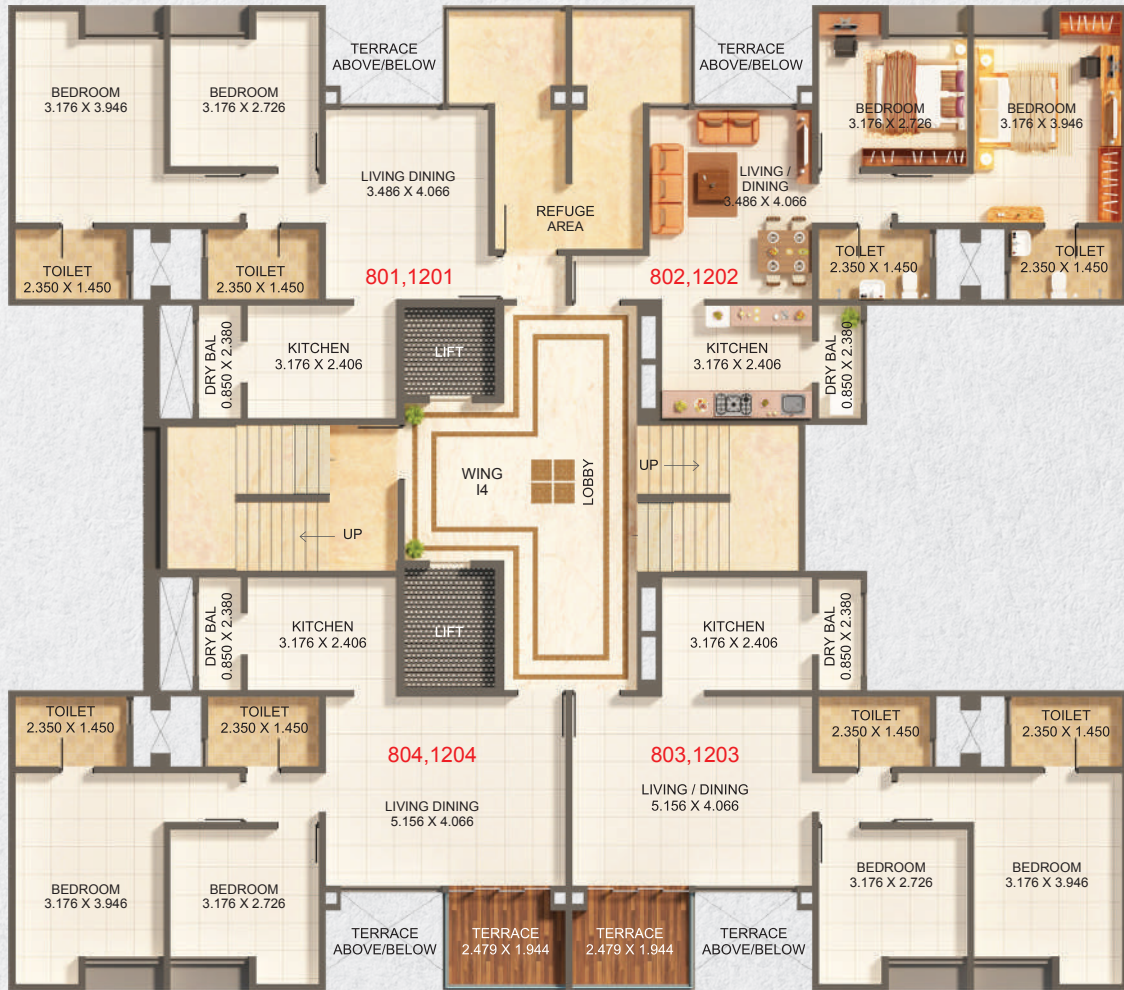 TERRACE
ABOVE/BELOW
TERRACE
ABOVE/BELOW
BEDROOM
3.176 X 3.946
BEDROOM
3.176 X 2.726
BEDROOM
3.176 X 2.726
BEDROOM
3.176 X 3.946
LIVING DINING
3.486 X 4.066
LIVING /
DINING
3.486 X 4.066
REFUGE
AREA
TOILET
2.350 X 1.450
TOILET
2.350 X 1.450
801,1201
802,1202
TOILET
2.350 X 1.450
TOILET
2.350 X 1.450
DRY BAL
0.850 X 2.380
KITCHEN
3.176 X 2.406
LIFT
KITCHEN
3.176 X 2.406
DRY BAL
0.850 X 2.380
WING
I4
LOBBY
UP
UP
DRY BAL
0.850 X 2.380
KITCHEN
3.176 X 2.406
LIFT
KITCHEN
3.176 X 2.406
DRY BAL
0.850 X 2.380
TOILET
2.350 X 1.450
TOILET
2.350 X 1.450
804,1204
803,1203
TOILET
2.350 X 1.450
TOILET
2.350 X 1.450
LIVING DINING
5.156 X 4.066
LIVING / DINING
5.156 X 4.066
BEDROOM
3.176 X 3.946
BEDROOM
3.176 X 2.726
BEDROOM
3.176 X 2.726
BEDROOM
3.176 X 3.946
TERRACE
ABOVE/BELOW
TERRACE
2.479 X 1.944
TERRACE
2.479 X 1.944
TERRACE
ABOVE/BELOW